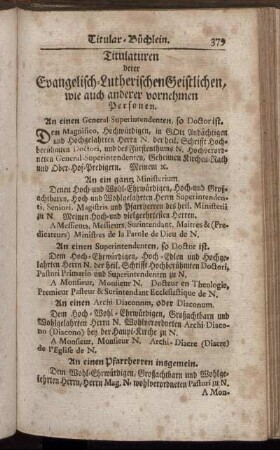 Titular-Büchlein. 379
Titulaturen
derer
Evangelisch-Lutherischen Geistlichen,
wie auch anderer vornehmen
Personen.
An einen General Superintendenten, so Doctor ist.
Den Magnifico, Hochwürdigen, in GOtt Andächtigen
und Hochgelahrten Herrn N. der heil. Schrifft Hoch-
berühmten Doctori, und des Fürstenthums N. Hochverord-
neten General-Superintendenten, Geheimen Kirchen-Rath
und Ober-Hof-Predigern. Meinem ꝛc.
An ein gantz Ministerium.
Denen Hoch- und Wohl-Ehrwürdigen, Hoch- und Groß-
achtbaren, Hoch- und Wohlgelahrten Herrn Superintenden-
ti, Seniori, Magistris und Predigern des heil. Ministerii
zu N. Meinen Hoch- und vielgeehrtesten Herren.
A Messieurs, Messieurs, Surintendant, Maitres & (Pre-
dicateurs) Ministres de la Parole de Dieu de N.
An einen Superintendenten, so Doctor ist.
Dem Hoch-Ehrwürdigen, Hoch-Edlen und Hochge-
lahrten Herrn N. der heil. Schrifft Hochberühmten Doctori,
Pastori Primario und Superintendenten zu N.
A Monsieur, Monsieur N. Docteur en Theologie,
Premieur Pasteur & Surintendant Ecclesiastique de N.
An einen Archi-Diaconum, oder Diaconum.
Dem Hoch-Wohl-Ehrwürdigen, Großachtbarn und
Wohlgelahrten Herrn N. Wohlverordneten Archi-Diaco-
no (Diacono) bey der Haupt-Kirche zu N.
A Monsieur, Monsieur N. Archi-Diacre (Diacre)
de l'Eglise de N.
An einen Pfarrherren insgemein.
Dem Wohl-Ehrwürdigen, Großachtbarn und Wohlge-
lehrten Herrn, Herrn Mag. N. wohlverordneten Pastori zu N.
A Mon-